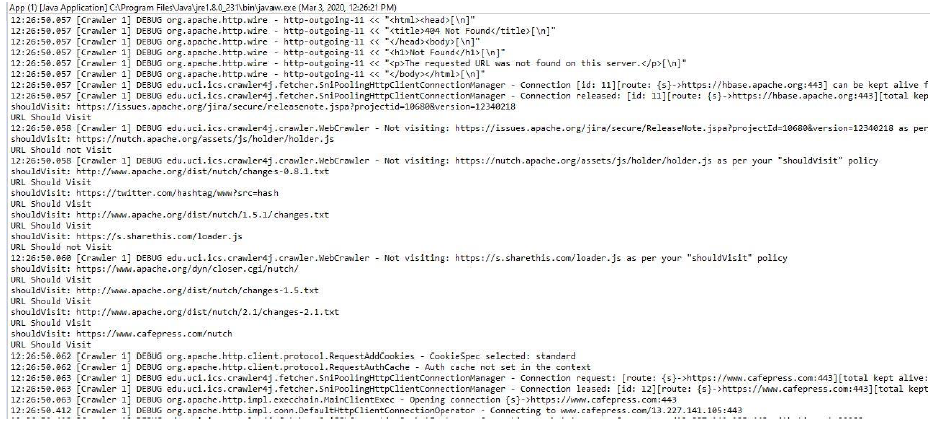 App (1) [Java Application] C:\Program Files\Java\jre1.8.0_231\bin\javaw.exe (Mar 3, 2020, 12:26:21 PM)
12:26:50.057 [Crawler 1] DEBUG org.apache.http.wire - http-outgoing-11 << "<html><head>[\n]"
12:26:50.057 [Crawler 1] DEBUG org.apache.http.wire - http-outgoing-11 << "<title>404 Not Found</title>[\n]"
12:26:50.057 [Crawler 1] DEBUG org.apache.http.wire - http-outgoing-11 << "</head><body>[\n]"
12:26:50.057 [Crawler 1] DEBUG org.apache.http.wire - http-outgoing-11 << "<h1>Not Found</h1>[\n]"
12:26:50.057 [Crawler 1] DEBUG org.apache.http.wire - http-outgoing-11 << "<p>The requested URL was not found on this server.</p>[\n]"
12:26:50.057 [Crawler 1] DEBUG org.apache.http.wire - http-outgoing-11 << "</body></html>[\n]"
12:26:50.057 [Crawler 1] DEBUG edu.uci.ics.crawler4j.fetcher.SniPoolingHttpClientConnectionManager - Connection [id: 11][route: {s}->https://hbase.apache.org:443] can be kept alive f
12:26:50.057 [Crawler 1] DEBUG edu.uci.ics.crawler4j.fetcher.SniPoolingHttpClientConnectionManager - Connection released: [id: 11][route: {s}->https://hbase.apache.org:443][total kept
shouldVisit: https://issues.apache.org/jira/secure/releasenote.jspa?projectid=10680&version=12340218
URL Should Visit
12:26:50.058 [Crawler 1] DEBUG edu.uci.ics.crawler4j.crawler.WebCrawler - Not visiting: https://issues.apache.org/jira/secure/ReleaseNote.jspa?projectId=10680&version=12340218 as per
shouldVisit: https://nutch.apache.org/assets/js/holder/holder.js
URL Should not Visit
12:26:50.058 [Crawler 1] DEBUG edu.uci.ics.crawler4j.crawler.WebCrawler - Not visiting: https://nutch.apache.org/assets/js/holder/holder.js as per your "shouldVisit" policy
shouldVisit: http://www.apache.org/dist/nutch/changes-0.8.1.txt
URL Should Visit
shouldVisit: https://twitter.com/hashtag/www?src=hash
URL Should Visit
shouldVisit: http://www.apache.org/dist/nutch/1.5.1/changes.txt
URL Should Visit
shouldVisit: https://s.sharethis.com/loader.js
URL Should not Visit
12:26:50.060 [Crawler 1] DEBUG edu.uci.ics.crawler4j.crawler.WebCrawler - Not visiting: https://s.sharethis.com/loader.js as per your "shouldVisit" policy
shouldVisit: https://www.apache.org/dyn/closer.cgi/nutch/
URL Should Visit
shouldVisit: http://www.apache.org/dist/nutch/changes-1.5.txt
URL Should Visit
shouldVisit: http://www.apache.org/dist/nutch/2.1/changes-2.1.txt
URL Should Visit
shouldVisit: https://www.cafepress.com/nutch
URL Should Visit
12:26:50.062 [Crawler 1] DEBUG org.apache.http.client.protocol.RequestAddCookies - CookieSpec selected: standard
12:26:50.062 [Crawler 1] DEBUG org.apache.http.client.protocol.RequestAuthCache - Auth cache not set in the context
12:26:50.063 [Crawler 1] DEBUG edu.uci.ics.crawler4j.fetcher.SniPoolingHttpClientConnectionManager - Connection request: [route: {s}->https://www.cafepress.com:443][total kept alive:
12:26:50.063 [Crawler 1] DEBUG edu.uci.ics.crawler4j.fetcher.SniPoolingHttpClientConnectionManager - Connection leased: [id: 12][route: {s}->https://www.cafepress.com:443][total kept
12:26:50.063 [Crawler 1] DEBUG org.apache.http.impl.execchain.MainClientExec - Opening connection {s}->https://www.cafepress.com:443
12:26:50.412 [Crawler 1] DEBUG org.apache.http.impl.conn.DefaultHttpClientConnectionOperator - Connecting to www.cafepress.com/13.227.141.105:443